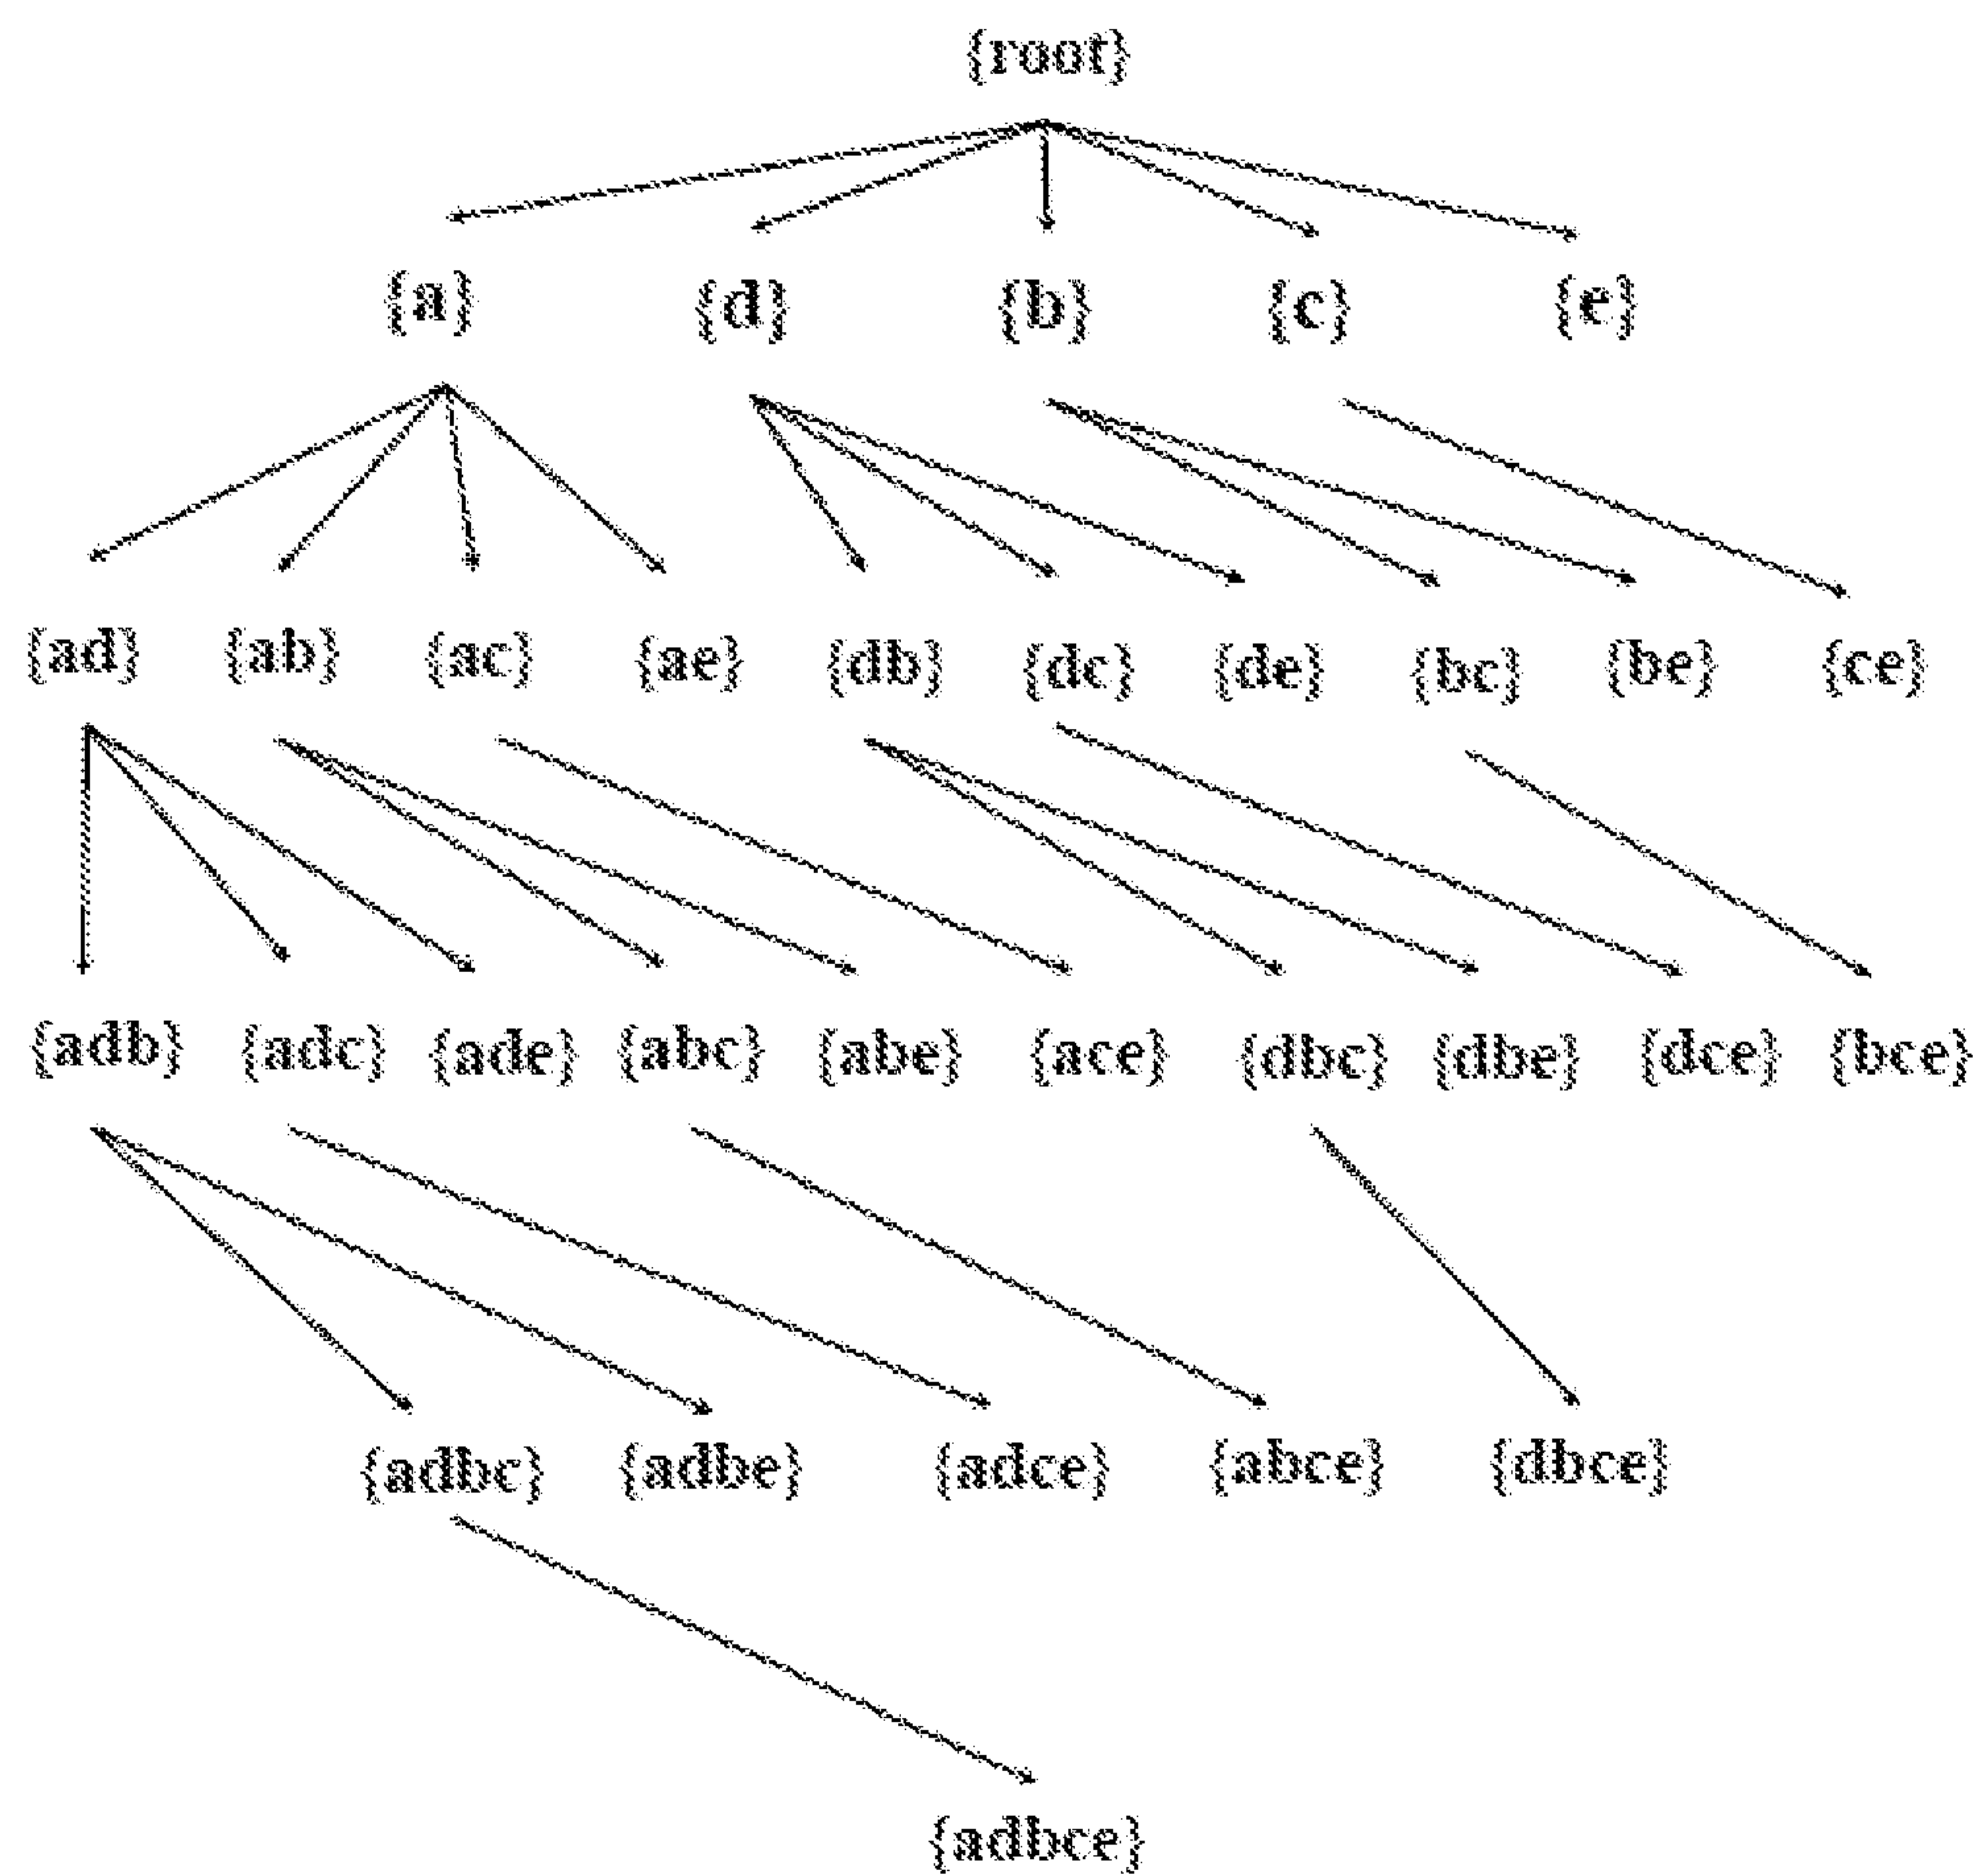 {root}
{a} {d} {b} {c} {e}
{ad} {ab} {ac} {ae} {db} {dc} {de} {bc} {be} {ce}
{adb} {adc} {ade} {abc} {abe} {ace} {dbc} {dbe} {dce} {bce}
{adbc} {adbe} {adce} {abce} {dbce}
{adbce}